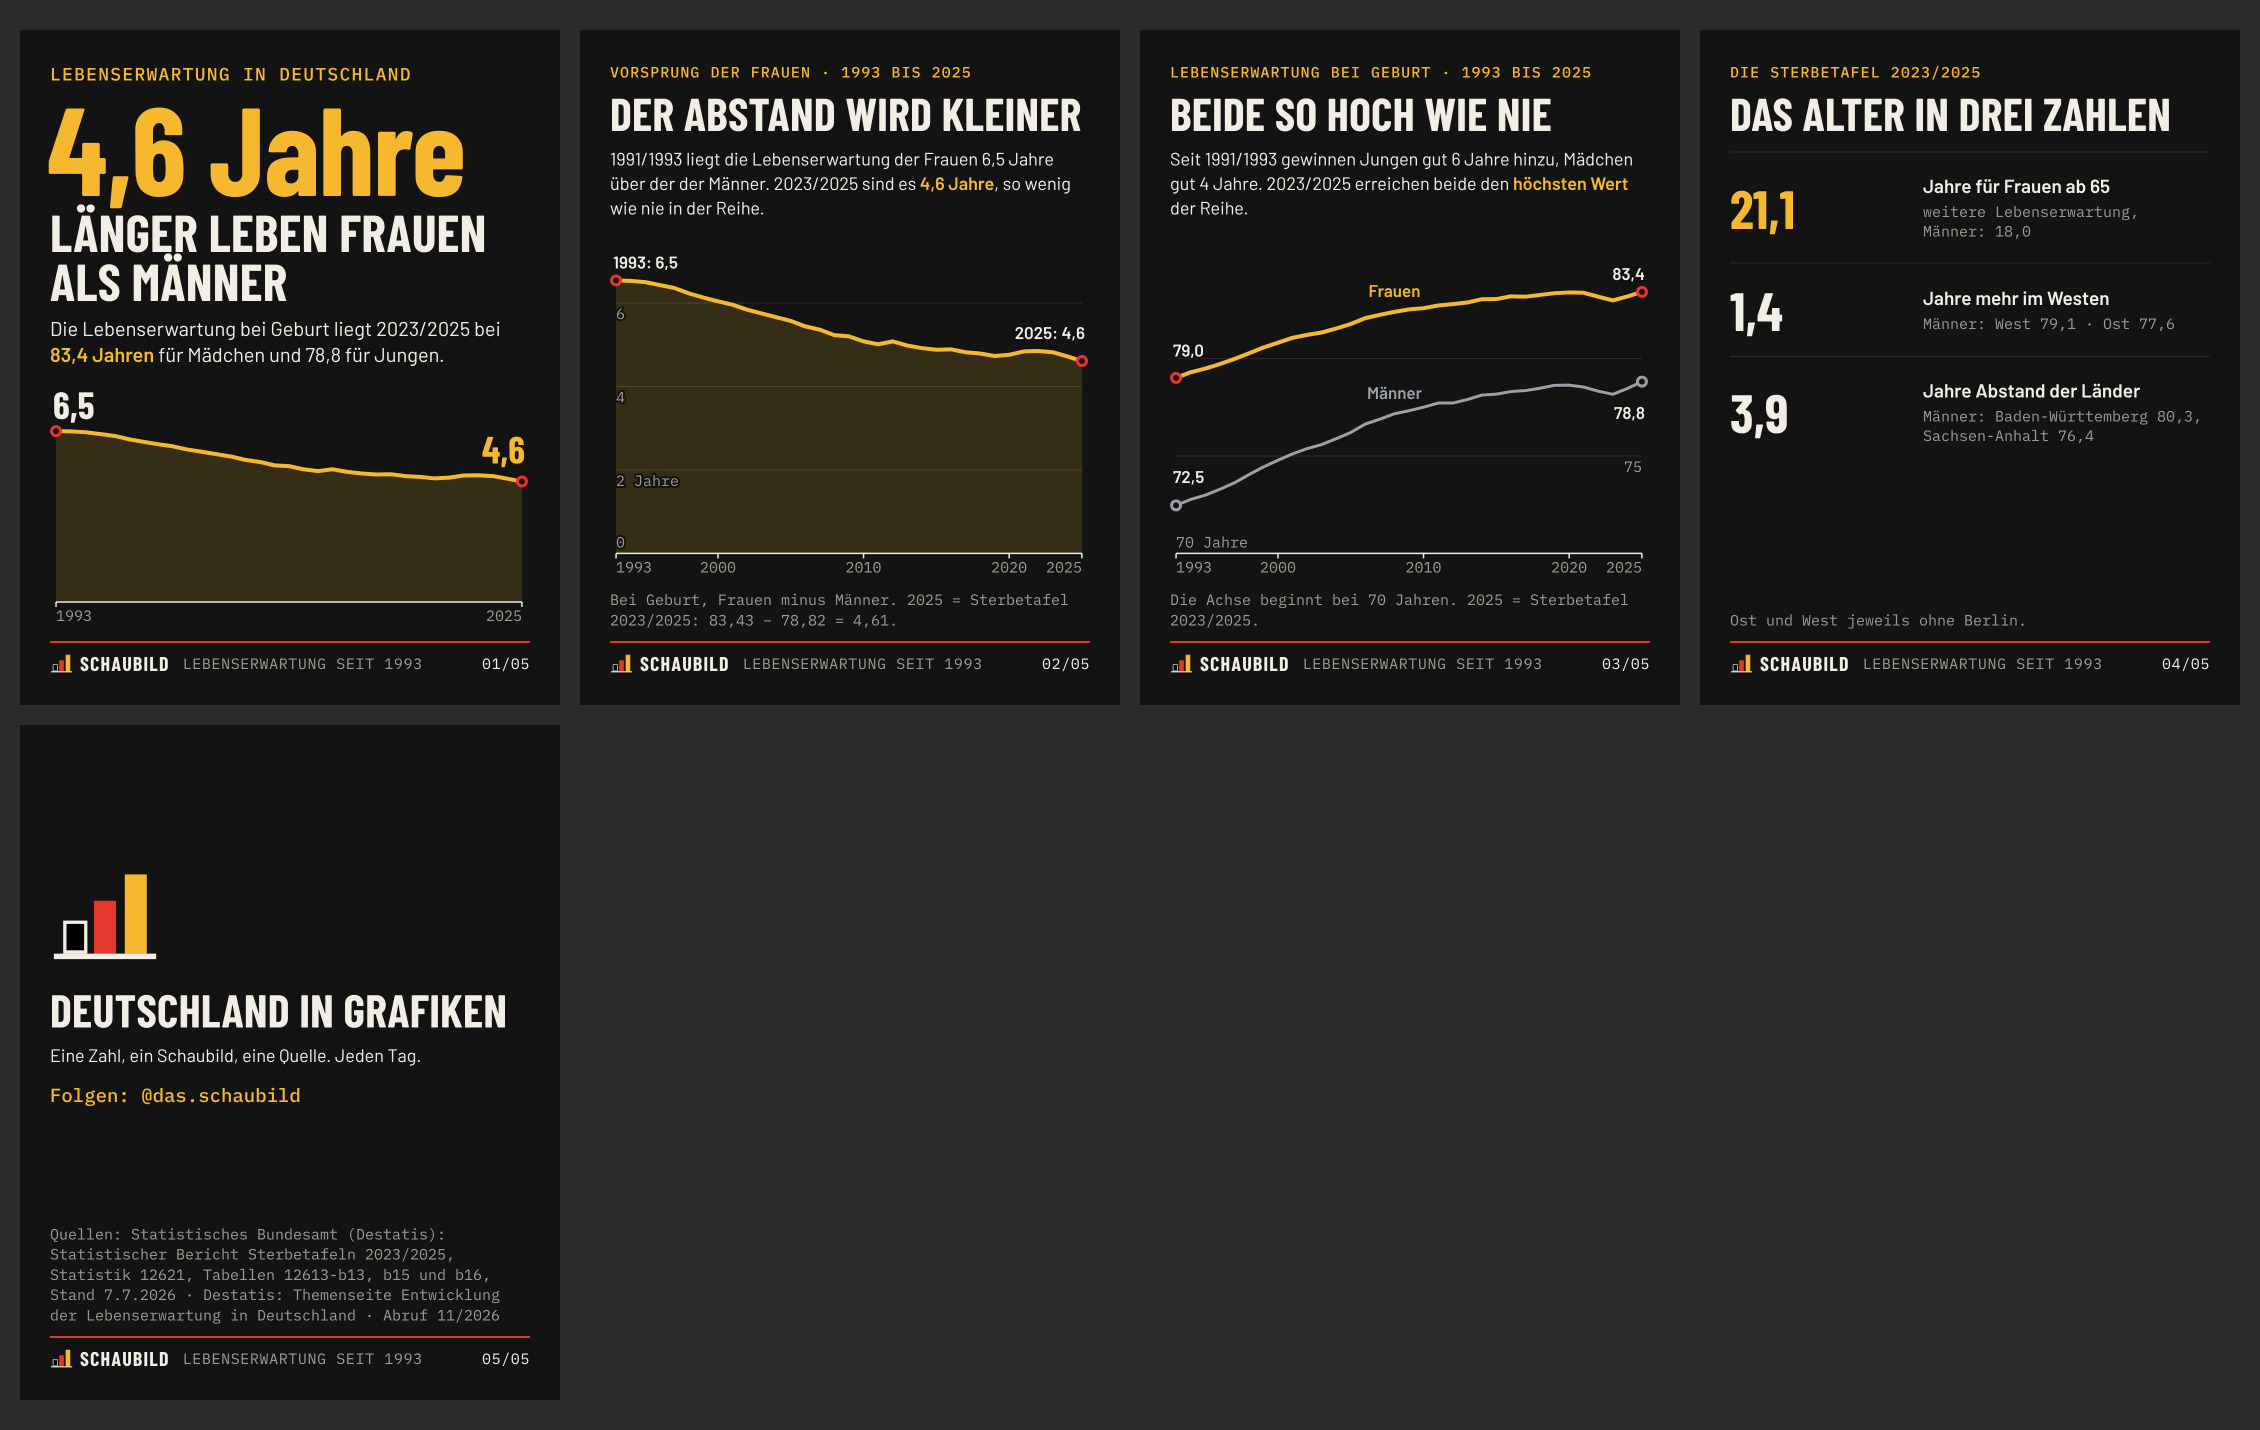 LEBENSERWARTUNG IN DEUTSCHLAND
4,6 Jahre
LÄNGER LEBEN FRAUEN
ALS MÄNNER
Die Lebenserwartung bei Geburt liegt 2023/2025 bei
83,4 Jahren für Mädchen und 78,8 für Jungen.
6,5
4,6
1993 2025
SCHAUBILD LEBENSERWARTUNG SEIT 1993 01/05
VORSPRUNG DER FRAUEN · 1993 BIS 2025
DER ABSTAND WIRD KLEINER
1991/1993 liegt die Lebenserwartung der Frauen 6,5 Jahre
über der der Männer. 2023/2025 sind es 4,6 Jahre, so wenig
wie nie in der Reihe.
1993: 6,5
6
2025: 4,6
4
2 Jahre
0
1993 2000 2010 2020 2025
Bei Geburt, Frauen minus Männer. 2025 = Sterbetafel
2023/2025: 83,43 – 78,82 = 4,61.
SCHAUBILD LEBENSERWARTUNG SEIT 1993 02/05
LEBENSERWARTUNG BEI GEBURT · 1993 BIS 2025
BEIDE SO HOCH WIE NIE
Seit 1991/1993 gewinnen Jungen gut 6 Jahre hinzu, Mädchen
gut 4 Jahre. 2023/2025 erreichen beide den höchsten Wert
der Reihe.
83,4
Frauen
79,0
Männer
78,8
75
72,5
70 Jahre
1993 2000 2010 2020 2025
Die Achse beginnt bei 70 Jahren. 2025 = Sterbetafel
2023/2025.
SCHAUBILD LEBENSERWARTUNG SEIT 1993 03/05
DIE STERBETAFEL 2023/2025
DAS ALTER IN DREI ZAHLEN
21,1
Jahre für Frauen ab 65
weitere Lebenserwartung,
Männer: 18,0
1,4
Jahre mehr im Westen
Männer: West 79,1 · Ost 77,6
3,9
Jahre Abstand der Länder
Männer: Baden-Württemberg 80,3,
Sachsen-Anhalt 76,4
Ost und West jeweils ohne Berlin.
SCHAUBILD LEBENSERWARTUNG SEIT 1993 04/05
DEUTSCHLAND IN GRAFIKEN
Eine Zahl, ein Schaubild, eine Quelle. Jeden Tag.
Folgen: @das.schaubild
Quellen: Statistisches Bundesamt (Destatis):
Statistischer Bericht Sterbetafeln 2023/2025,
Statistik 12621, Tabellen 12613-b13, b15 und b16,
Stand 7.7.2026 · Destatis: Themenseite Entwicklung
der Lebenserwartung in Deutschland · Abruf 11/2026
SCHAUBILD LEBENSERWARTUNG SEIT 1993 05/05